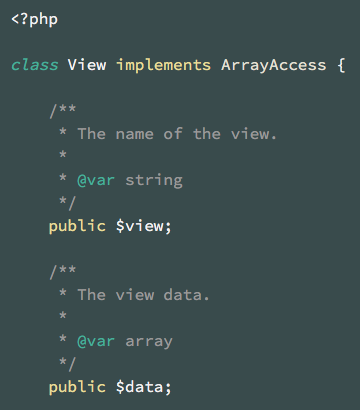 <?php
class View implements ArrayAccess {
/**
* The name of the view.
*
* @var string
*/
public $view;
/**
* The view data.
*
* @var array
*/
public $data;